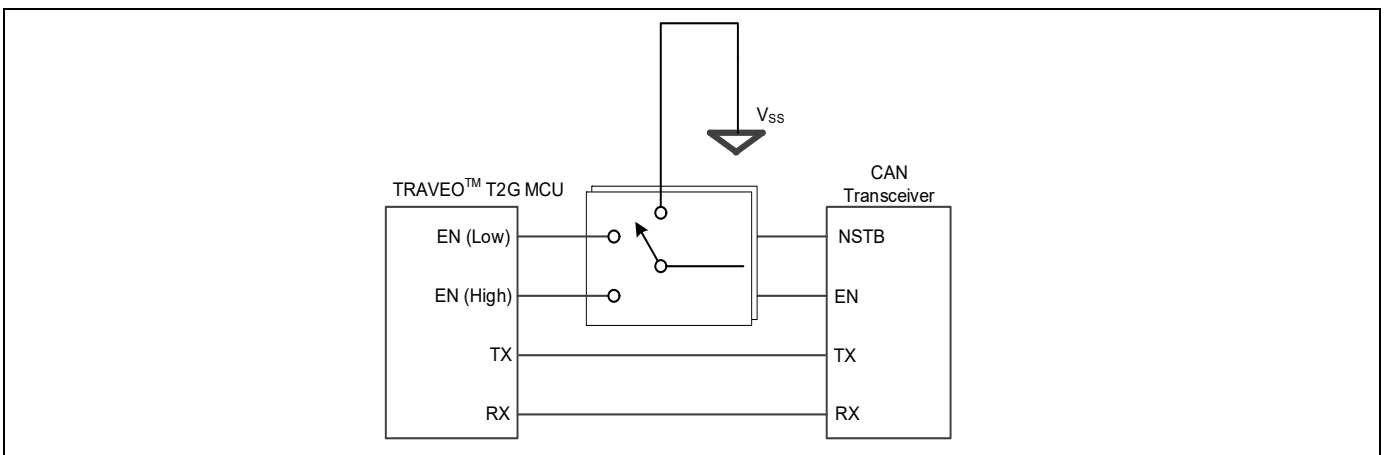 VSS
TRAVEO™ T2G MCU
CAN
Transceiver
EN (Low)
NSTB
EN (High)
EN
TX
TX
RX
RX